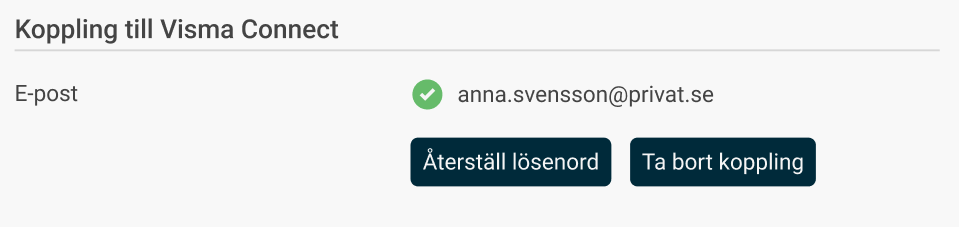 Koppling till Visma Connect
E-post
anna.svensson@privat.se
Återställ lösenord
Ta bort koppling